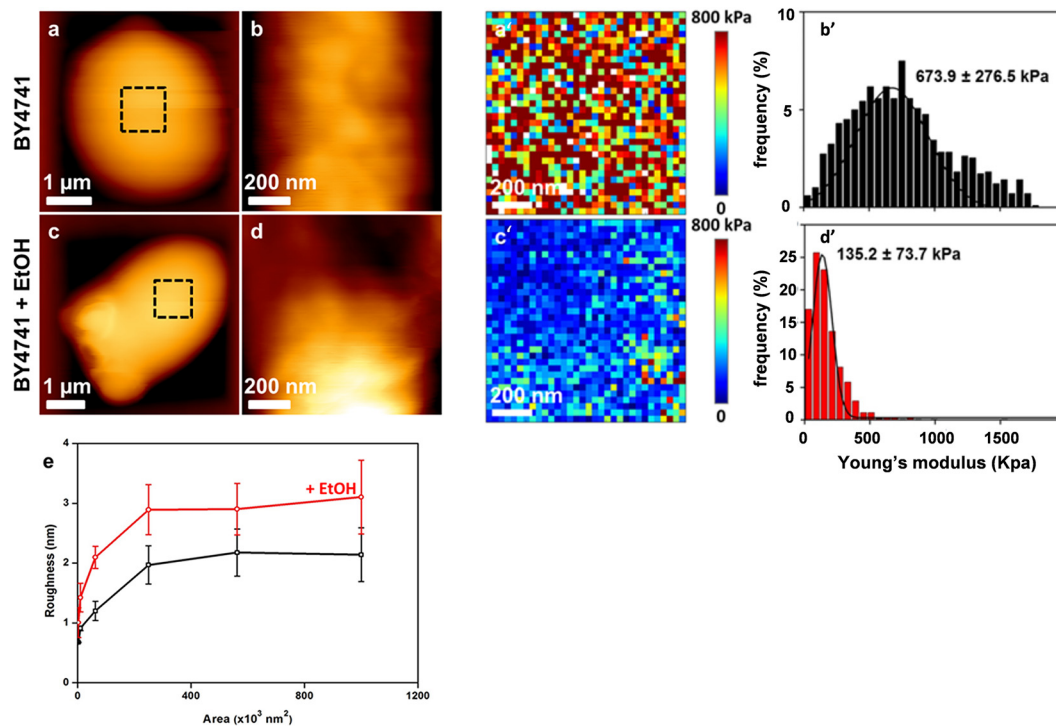 BY4741
a
1 µm
b
200 nm
a'
200 nm
800 kPa
0
b'
673.9 ± 276.5 kPa
frequency (%)
10
5
0
BY4741 + EtOH
c
1 µm
d
200 nm
c'
200 nm
800 kPa
0
d'
135.2 ± 73.7 kPa
frequency (%)
25
20
15
10
5
0
0 500 1000 1500
Young's modulus (Kpa)
e
+ EtOH
Roughness (nm)
4
3
2
1
0
0 400 800 1200
Area (x10³ nm²)